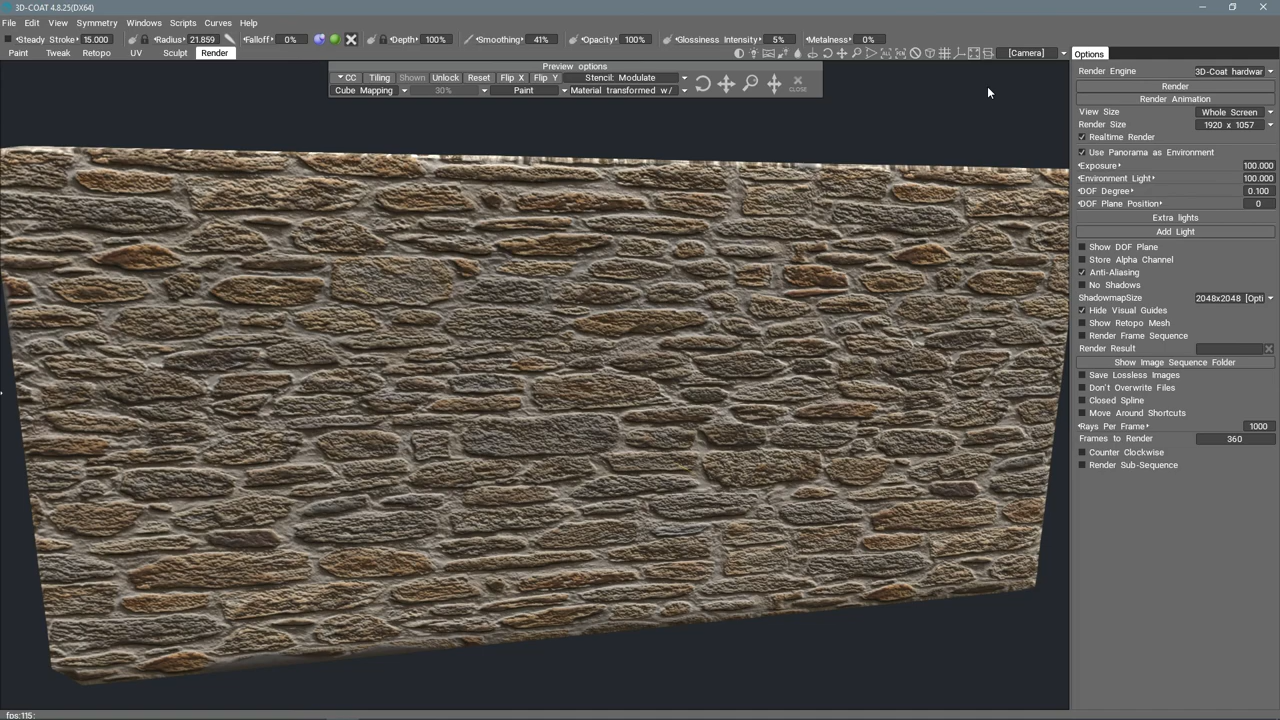 3D-COAT 4.8.25(DX64)
File Edit View Symmetry Windows Scripts Curves Help
Steady Stroke 15.000 Radius 21.859 Falloff 0% Depth 100% Smoothing 41% Opacity 100% Glossiness Intensity 5% Metalness 0%
Paint Tweak Retopo UV Sculpt Render [Camera] Options
Preview options
CC Tiling Shown Unlock Reset Flip X Flip Y Stencil: Modulate
Cube Mapping 30% Paint Material transformed w/ CLOSE
Render Engine 3D-Coat hardwar
Render
Render Animation
View Size Whole Screen
Render Size 1920 x 1057
Realtime Render
Use Panorama as Environment
Exposure 100.000
Environment Light 100.000
DOF Degree 0.100
DOF Plane Position 0
Extra lights
Add Light
Show DOF Plane
Store Alpha Channel
Anti-Aliasing
No Shadows
ShadowmapSize 2048x2048 [Opti
Hide Visual Guides
Show Retopo Mesh
Render Frame Sequence
Render Result
Show Image Sequence Folder
Save Lossless Images
Don't Overwrite Files
Closed Spline
Move Around Shortcuts
Rays Per Frame 1000
Frames to Render 360
Counter Clockwise
Render Sub-Sequence
fps:115: